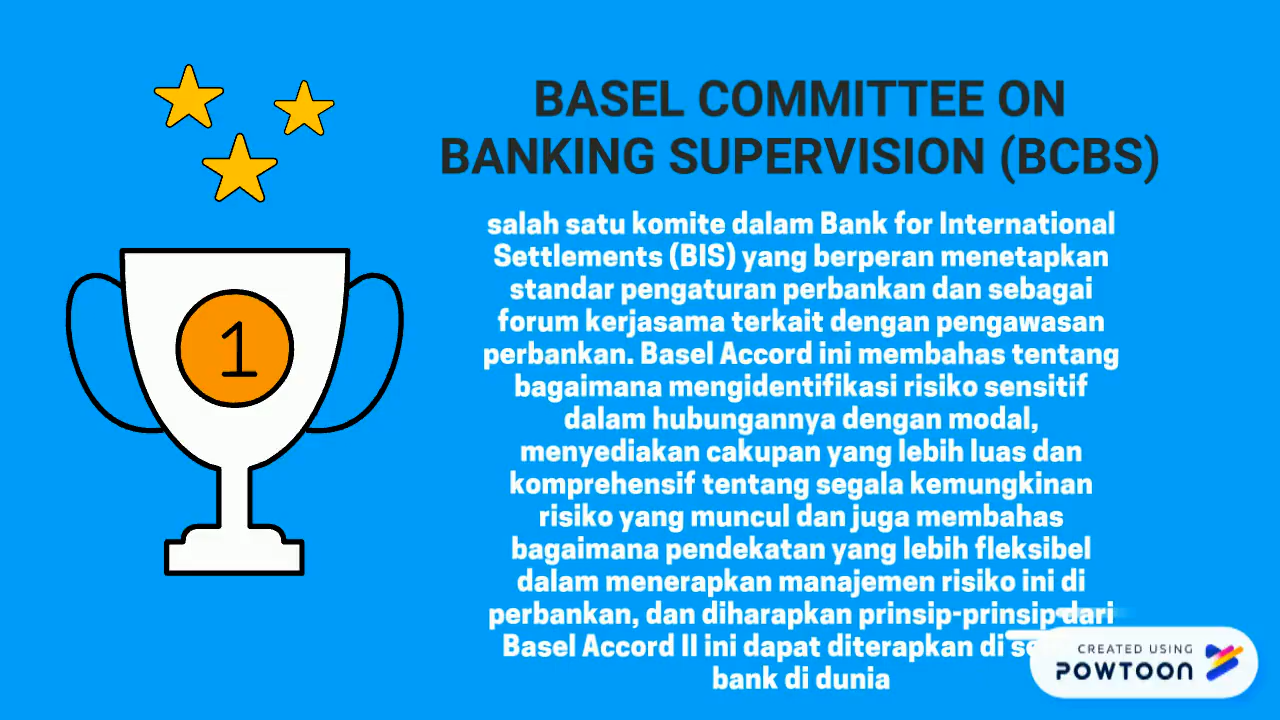 BASEL COMMITTEE ON
BANKING SUPERVISION (BCBS)
salah satu komite dalam Bank for International
Settlements (BIS) yang berperan menetapkan
standar pengaturan perbankan dan sebagai
forum kerjasama terkait dengan pengawasan
perbankan. Basel Accord ini membahas tentang
bagaimana mengidentifikasi risiko sensitif
dalam hubungannya dengan modal,
menyediakan cakupan yang lebih luas dan
komprehensif tentang segala kemungkinan
risiko yang muncul dan juga membahas
bagaimana pendekatan yang lebih fleksibel
dalam menerapkan manajemen risiko ini di
perbankan, dan diharapkan prinsip-prinsip dari
Basel Accord II ini dapat diterapkan di
bank di dunia
1
CREATED USING
POWTOON